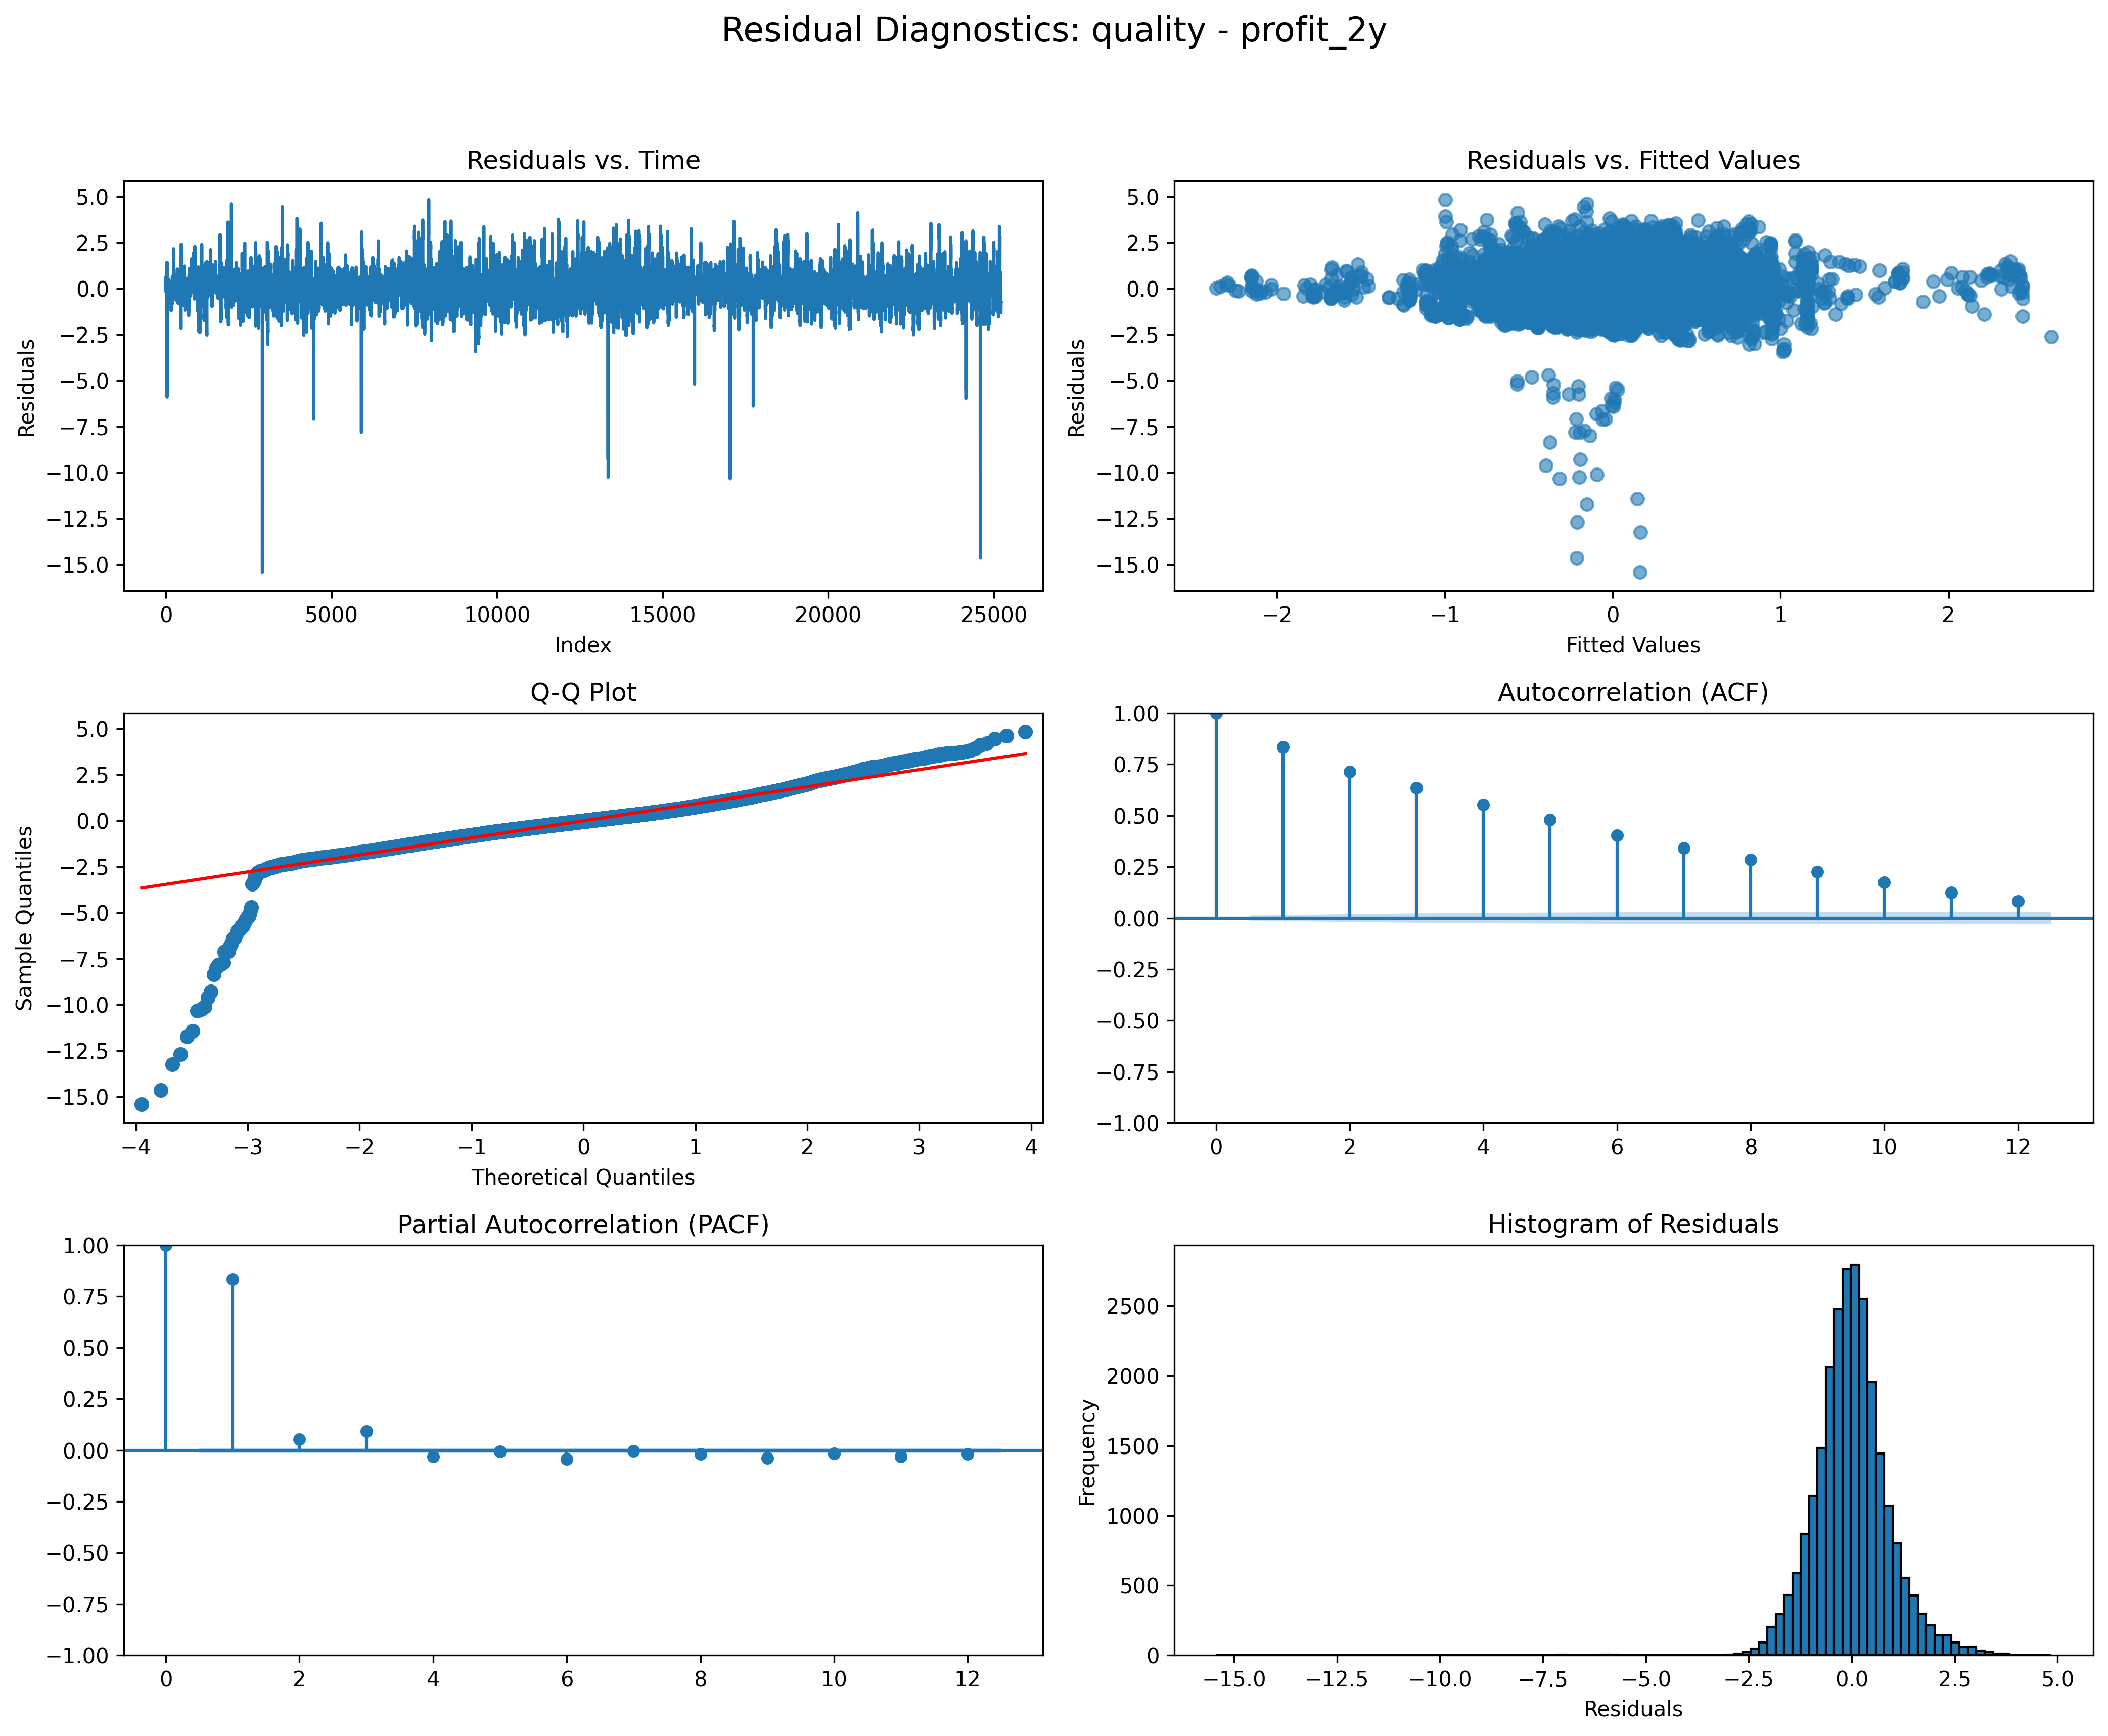 Residual Diagnostics: quality - profit_2y
Residuals vs. Time
5.0
2.5
0.0
−2.5
−5.0
−7.5
−10.0
−12.5
−15.0
Residuals
0 5000 10000 15000 20000 25000
Index
Residuals vs. Fitted Values
5.0
2.5
0.0
−2.5
−5.0
−7.5
−10.0
−12.5
−15.0
Residuals
−2 −1 0 1 2
Fitted Values
Q-Q Plot
5.0
2.5
0.0
−2.5
−5.0
−7.5
−10.0
−12.5
−15.0
Sample Quantiles
−4 −3 −2 −1 0 1 2 3 4
Theoretical Quantiles
Autocorrelation (ACF)
1.00
0.75
0.50
0.25
0.00
−0.25
−0.50
−0.75
−1.00
0 2 4 6 8 10 12
Partial Autocorrelation (PACF)
1.00
0.75
0.50
0.25
0.00
−0.25
−0.50
−0.75
−1.00
0 2 4 6 8 10 12
Histogram of Residuals
2500
2000
1500
1000
500
0
Frequency
−15.0 −12.5 −10.0 −7.5 −5.0 −2.5 0.0 2.5 5.0
Residuals